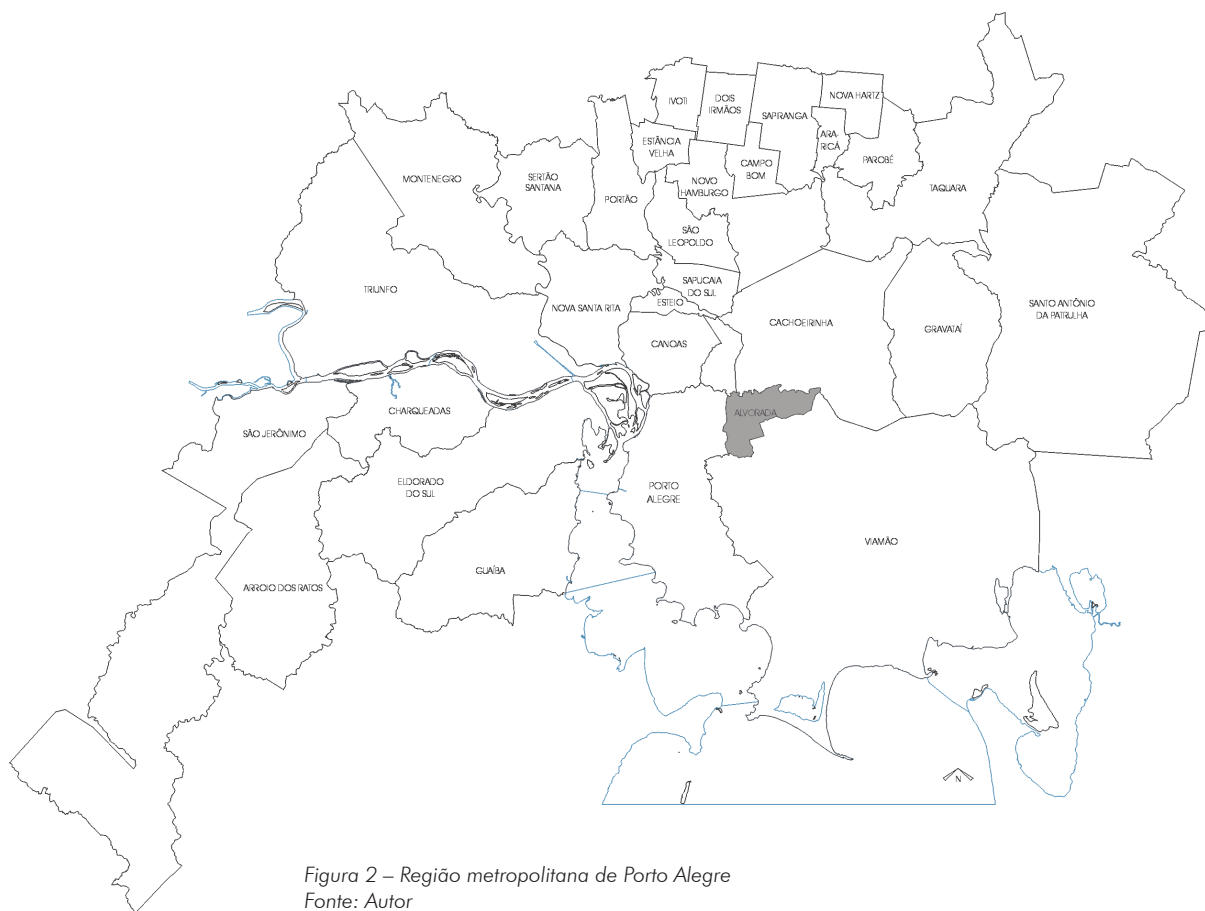 IVOTI
DOIS
IRMÃOS
SAPIRANGA
NOVA HARTZ
ESTÂNCIA
VELHA
ARA-
RICÁ
CAMPO
BOM
PAROBÉ
MONTENEGRO
SERTÃO
SANTANA
PORTÃO
NOVO
HAMBURGO
TAQUARA
SÃO
LEOPOLDO
TRIUNFO
SAPUCAIA
DO SUL
NOVA SANTA RITA
ESTEIO
CACHOEIRINHA
GRAVATAÍ
SANTO ANTÔNIO
DA PATRULHA
CANOAS
CHARQUEADAS
ALVORADA
SÃO JERÔNIMO
ELDORADO
DO SUL
PORTO
ALEGRE
VIAMÃO
GUAÍBA
ARROIO DOS RATOS
N
Figura 2 – Região metropolitana de Porto Alegre
Fonte: Autor